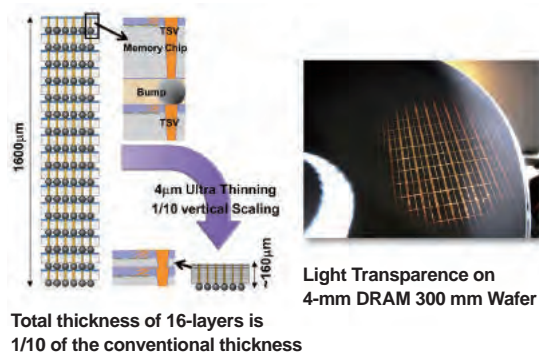 TSV
Memory Chip
Bump
TSV
1600μm
4μm Ultra Thinning
1/10 vertical Scaling
~160μm
Total thickness of 16-layers is
1/10 of the conventional thickness
Light Transparence on
4-mm DRAM 300 mm Wafer